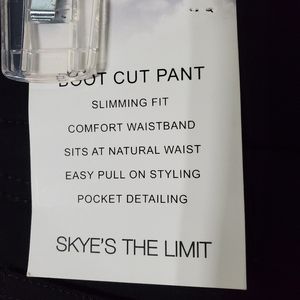 BOOT CUT PANT
SLIMMING FIT
COMFORT WAISTBAND
SITS AT NATURAL WAIST
EASY PULL ON STYLING
POCKET DETAILING
SKYE'S THE LIMIT